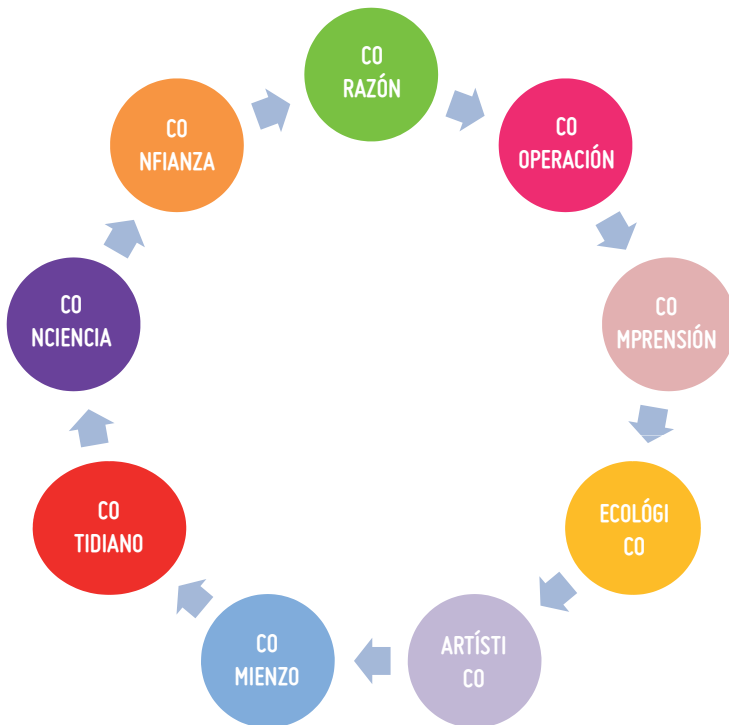 CO
RAZÓN
CO
OPERACIÓN
CO
MPRENSIÓN
ECOLÓGI
CO
ARTÍSTI
CO
CO
MIENZO
CO
TIDIANO
CO
NCIENCIA
CO
NFIANZA